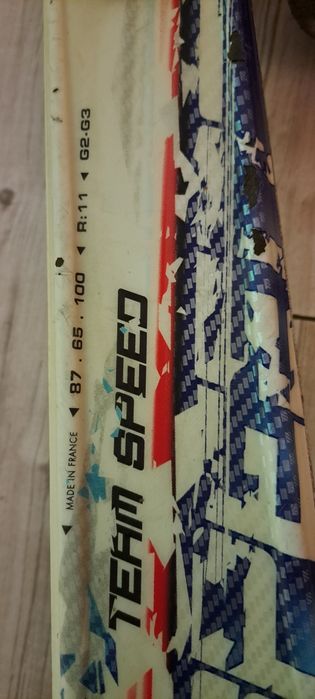 MADE IN FRANCE ◄ 87 . 65 . 100 ◄ R:11 ◄ G2-G3
TEAM SPEED